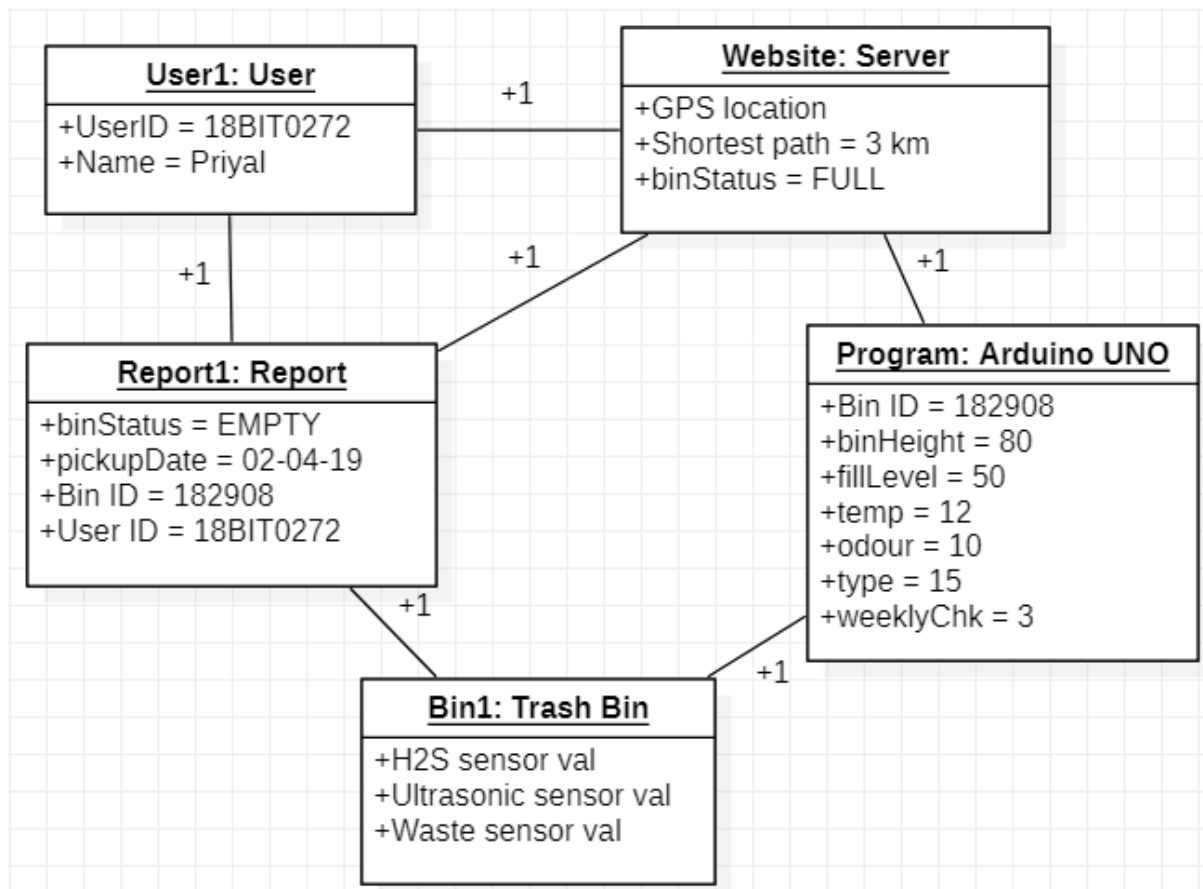 User1: User
+UserID = 18BIT0272
+Name = Priyal
+1
Website: Server
+GPS location
+Shortest path = 3 km
+binStatus = FULL
+1
+1
+1
Report1: Report
+binStatus = EMPTY
+pickupDate = 02-04-19
+Bin ID = 182908
+User ID = 18BIT0272
Program: Arduino UNO
+Bin ID = 182908
+binHeight = 80
+fillLevel = 50
+temp = 12
+odour = 10
+type = 15
+weeklyChk = 3
+1
+1
Bin1: Trash Bin
+H2S sensor val
+Ultrasonic sensor val
+Waste sensor val